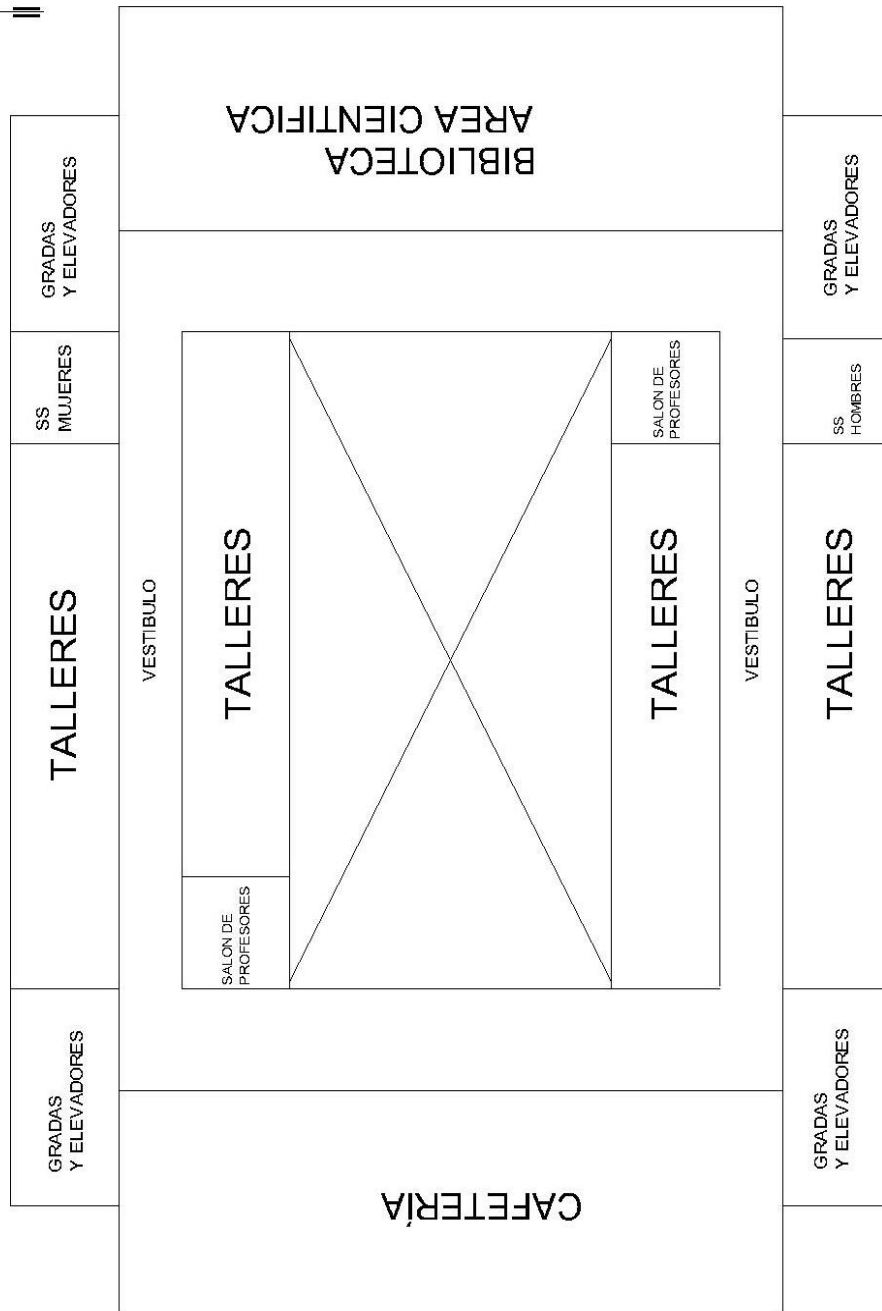 BIBLIOTECA
AREA CIENTIFICA
GRADAS
Y ELEVADORES
GRADAS
Y ELEVADORES
SS
MUJERES
SALON DE
PROFESORES
SS
HOMBRES
TALLERES
VESTIBULO
TALLERES
TALLERES
VESTIBULO
TALLERES
SALON DE
PROFESORES
GRADAS
Y ELEVADORES
GRADAS
Y ELEVADORES
CAFETERÍA